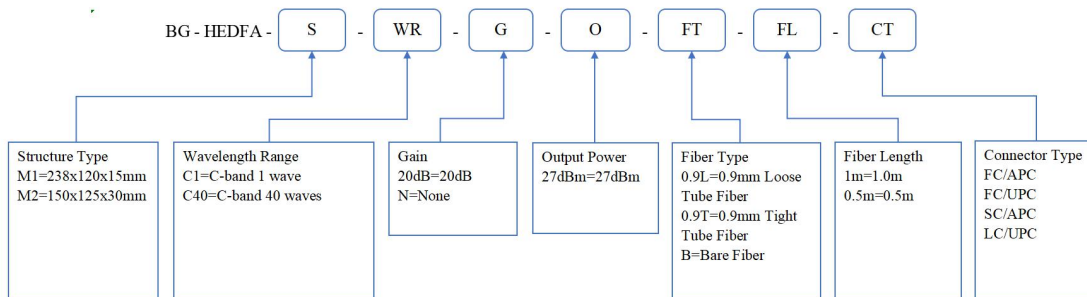 BG - HEDFA - S - WR - G - O - FT - FL - CT
Structure Type
M1=238x120x15mm
M2=150x125x30mm
Wavelength Range
C1=C-band 1 wave
C40=C-band 40 waves
Gain
20dB=20dB
N=None
Output Power
27dBm=27dBm
Fiber Type
0.9L=0.9mm Loose
Tube Fiber
0.9T=0.9mm Tight
Tube Fiber
B=Bare Fiber
Fiber Length
1m=1.0m
0.5m=0.5m
Connector Type
FC/APC
FC/UPC
SC/APC
LC/UPC